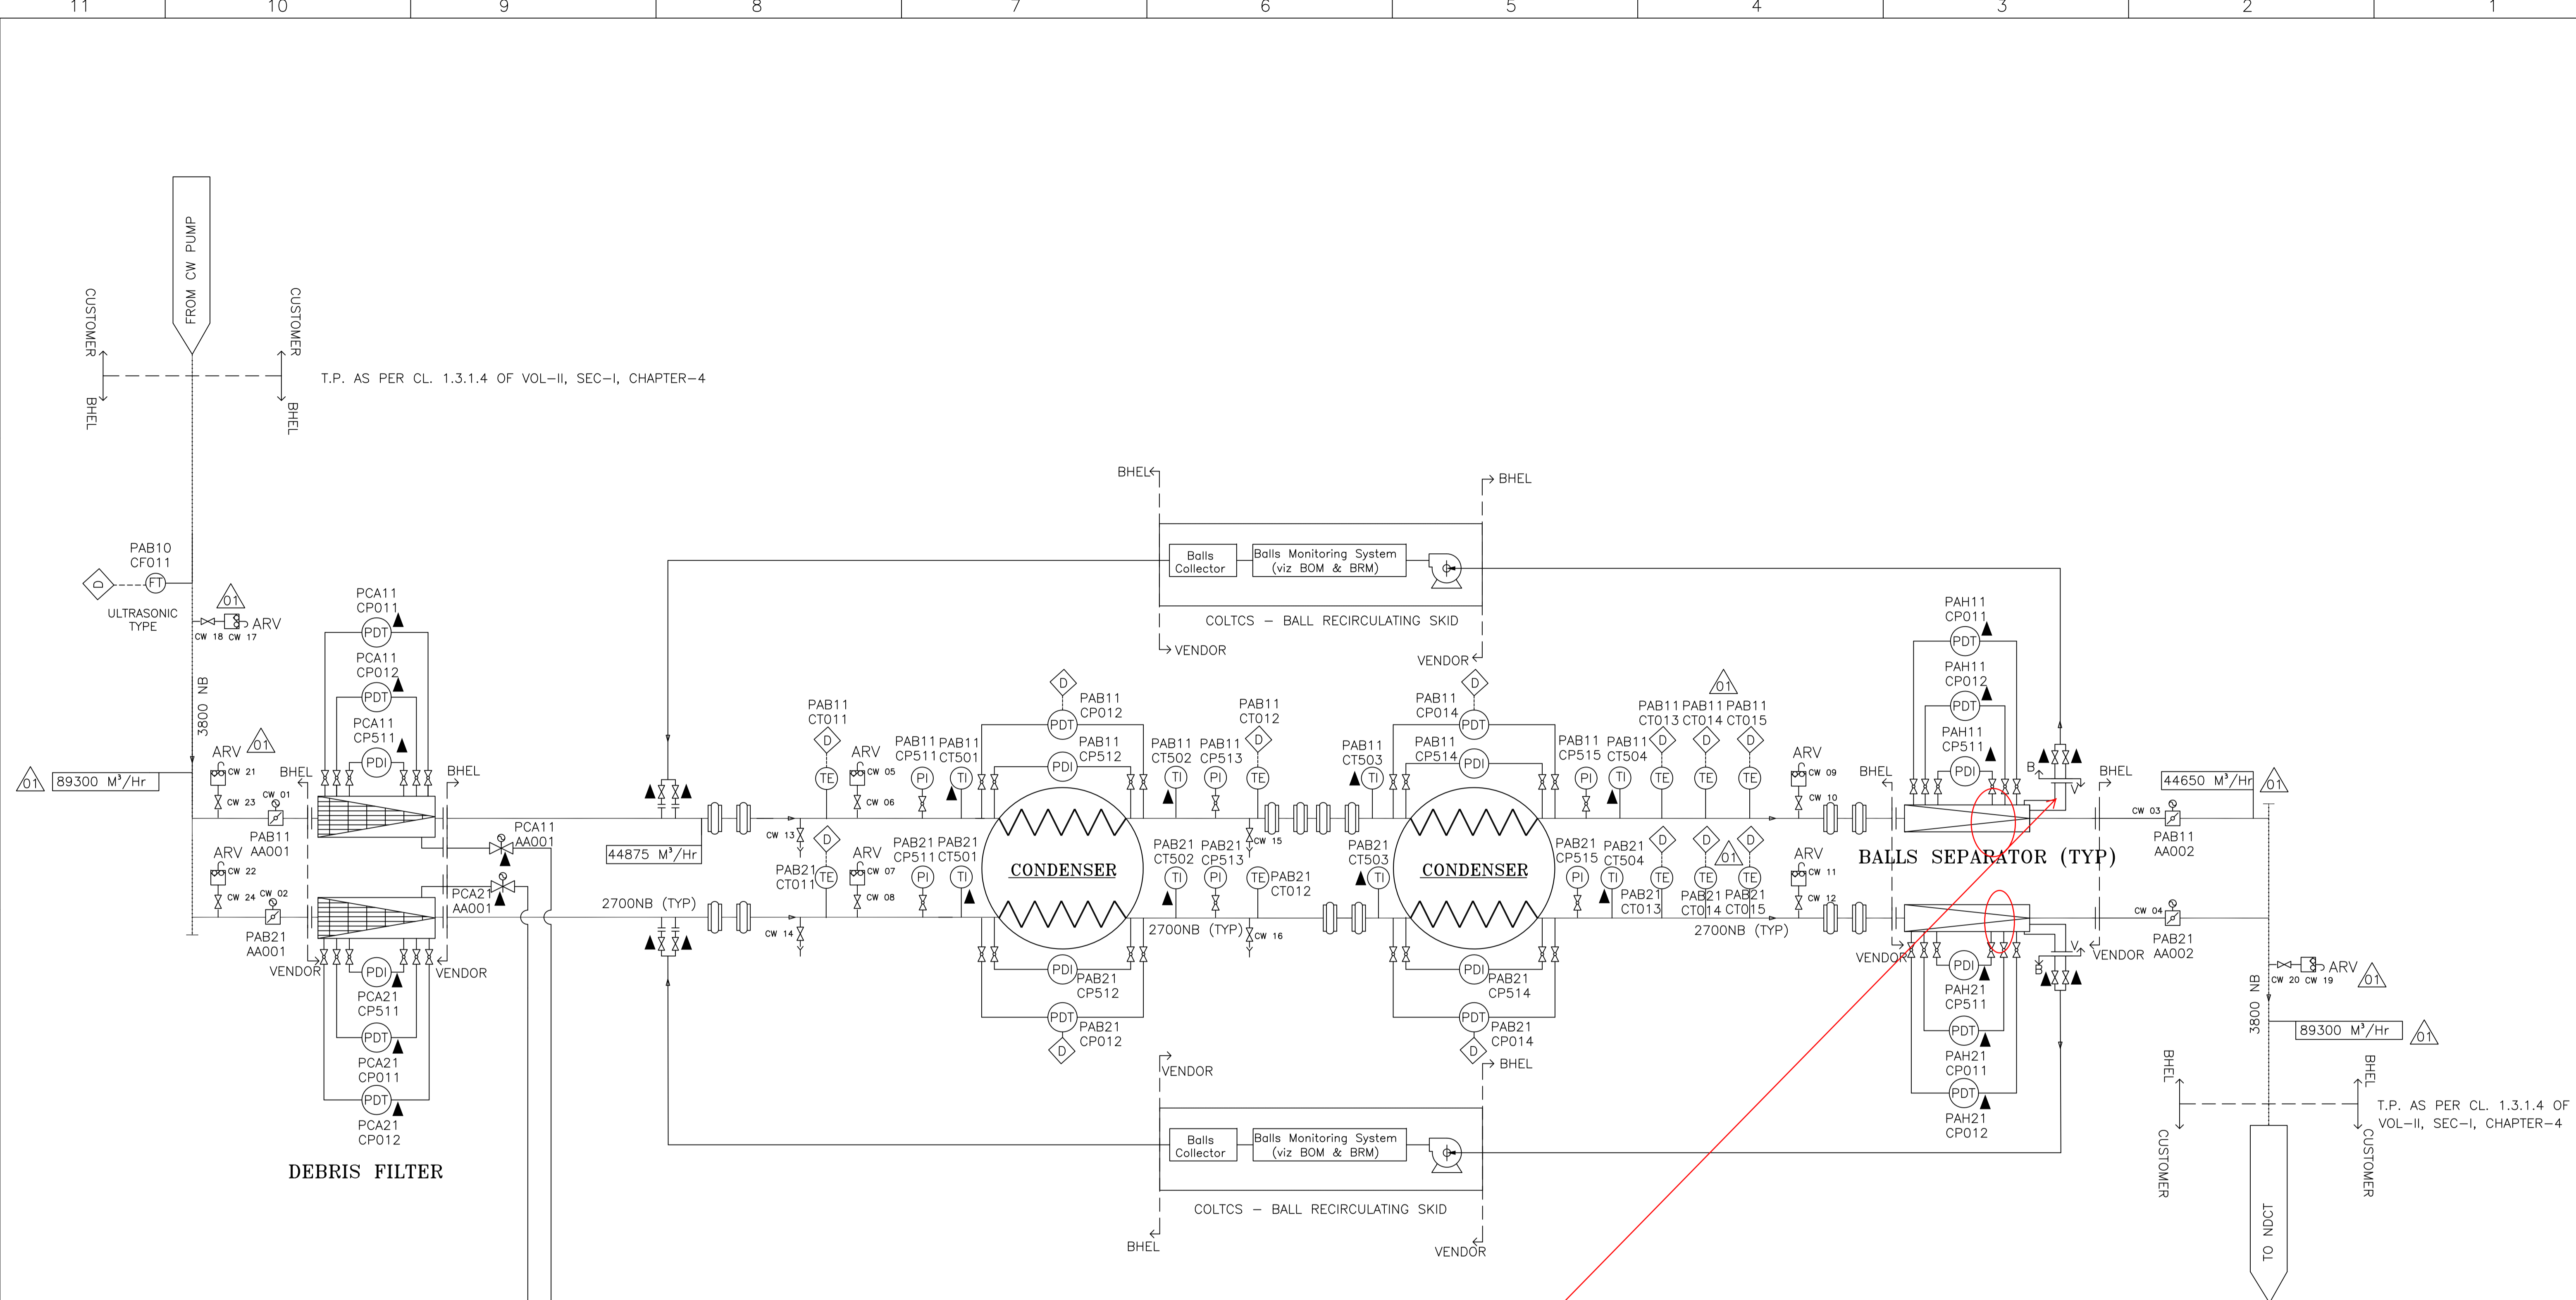 11
10
9
8
7
6
5
4
3
2
1
FROM CW PUMP
CUSTOMER
CUSTOMER
BHEL
BHEL
T.P. AS PER CL. 1.3.1.4 OF VOL-II, SEC-I, CHAPTER-4
PAB10
CF011
D
FT
ULTRASONIC
TYPE
01
ARV
CW 18
CW 17
3800 NB
01
89300 M³/Hr
ARV
01
CW 21
CW 23
CW 01
PAB11
AA001
ARV
CW 22
CW 24
CW 02
PAB21
AA001
PCA11
CP011
PDT
PCA11
CP012
PDT
PCA11
CP511
PDI
BHEL
BHEL
PCA11
AA001
PCA21
AA001
VENDOR
VENDOR
PDI
PCA21
CP511
PDT
PCA21
CP011
PDT
PCA21
CP012
DEBRIS FILTER
44875 M³/Hr
2700NB (TYP)
CW 13
CW 14
PAB11
CT011
D
TE
ARV
CW 05
CW 06
PAB11
CP511
PI
PAB11
CT501
TI
D
PAB21
CT011
TE
ARV
CW 07
CW 08
PAB21
CP511
PI
PAB21
CT501
TI
D
PAB11
CP012
PDT
PAB11
CP512
PDI
CONDENSER
PDI
PAB21
CP512
PDT
PAB21
CP012
D
PAB11
CT502
TI
PAB11
CP513
PI
PAB11
CT012
D
TE
CW 15
PAB21
CT502
TI
PAB21
CP513
PI
TE
PAB21
CT012
2700NB (TYP)
CW 16
BHEL
BHEL
Balls
Collector
Balls Monitoring System
(viz BOM & BRM)
COLTCS - BALL RECIRCULATING SKID
VENDOR
VENDOR
PAB11
CT503
TI
PAB21
CT503
TI
D
PAB11
CP014
PDT
PAB11
CP514
PDI
CONDENSER
PDI
PAB21
CP514
PDT
PAB21
CP014
D
VENDOR
BHEL
Balls
Collector
Balls Monitoring System
(viz BOM & BRM)
COLTCS - BALL RECIRCULATING SKID
BHEL
VENDOR
PAB11
CP515
PI
PAB11
CT504
TI
01
PAB11
CT013
D
TE
PAB11
CT014
D
TE
PAB11
CT015
D
TE
PAB21
CP515
PI
PAB21
CT504
TI
D
TE
PAB21
CT013
D
TE
PAB21
CT014
01
D
TE
PAB21
CT015
2700NB (TYP)
ARV
CW 09
CW 10
ARV
CW 11
CW 12
BHEL
BHEL
PAH11
CP011
PDT
PAH11
CP012
PDT
PAH11
CP511
PDI
B
V
BALLS SEPARATOR (TYP)
VENDOR
VENDOR
V
B
PDI
PAH21
CP511
PDT
PAH21
CP011
PDT
PAH21
CP012
44650 M³/Hr
01
CW 03
PAB11
AA002
CW 04
PAB21
AA002
ARV
CW 20
CW 19
01
3800 NB
89300 M³/Hr
01
BHEL
BHEL
T.P. AS PER CL. 1.3.1.4 OF
VOL-II, SEC-I, CHAPTER-4
CUSTOMER
CUSTOMER
TO NDCT